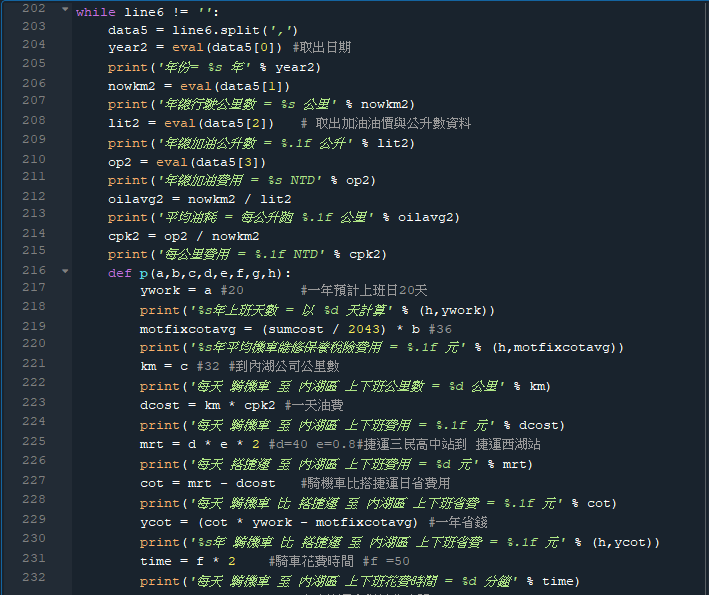 202 while line6 != '':
203 data5 = line6.split(',')
204 year2 = eval(data5[0]) #取出日期
205 print('年份= %s 年' % year2)
206 nowkm2 = eval(data5[1])
207 print('年總行駛公里數 = %s 公里' % nowkm2)
208 lit2 = eval(data5[2]) # 取出加油油價與公升數資料
209 print('年總加油公升數 = %.1f 公升' % lit2)
210 op2 = eval(data5[3])
211 print('年總加油費用 = %s NTD' % op2)
212 oilavg2 = nowkm2 / lit2
213 print('平均油耗 = 每公升跑 %.1f 公里' % oilavg2)
214 cpk2 = op2 / nowkm2
215 print('每公里費用 = %.1f NTD' % cpk2)
216 def p(a,b,c,d,e,f,g,h):
217 ywork = a #20 #一年預計上班日20天
218 print('%s年上班天數 = 以 %d 天計算' % (h,ywork))
219 motfixcotavg = (sumcost / 2043) * b #36
220 print('%s年平均機車維修保養稅險費用 = %.1f 元' % (h,motfixcotavg))
221 km = c #32 #到內湖公司公里數
222 print('每天 騎機車 至 內湖區 上下班公里數 = %d 公里' % km)
223 dcost = km * cpk2 #一天油費
224 print('每天 騎機車 至 內湖區 上下班費用 = %.1f 元' % dcost)
225 mrt = d * e * 2 #d=40 e=0.8#捷運三民高中站到 捷運西湖站
226 print('每天 搭捷運 至 內湖區 上下班費用 = %d 元' % mrt)
227 cot = mrt - dcost #騎機車比搭捷運日省費用
228 print('每天 騎機車 比 搭捷運 至 內湖區 上下班省費 = %.1f 元' % cot)
229 ycot = (cot * ywork - motfixcotavg) #一年省錢
230 print('%s年 騎機車 比 搭捷運 至 內湖區 上下班省費 = %.1f 元' % (h,ycot))
231 time = f * 2 #騎車花費時間 #f =50
232 print('每天 騎機車 至 內湖區 上下班花費時間 = %d 分鐘' % time)